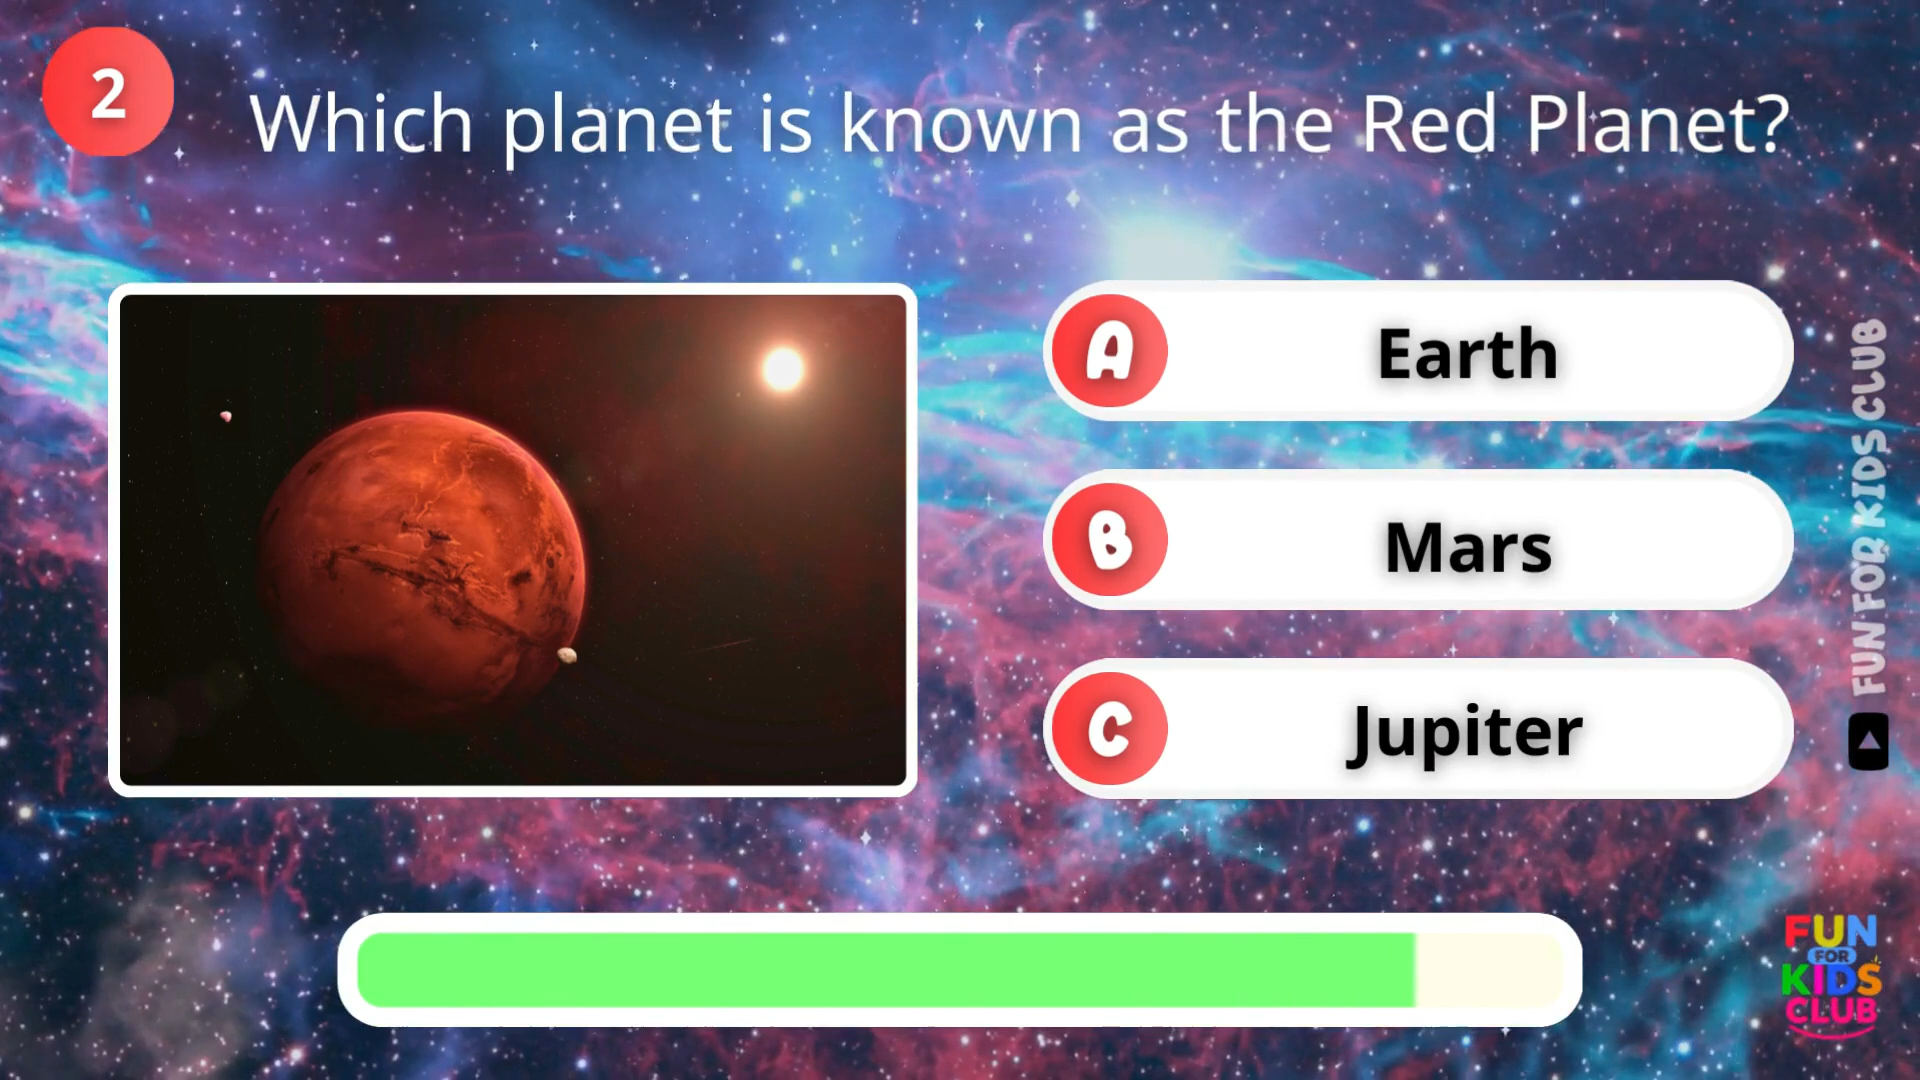 2
Which planet is known as the Red Planet?
A Earth
B Mars
C Jupiter
FUN FOR KIDS CLUB
FUN
FOR
KIDS
CLUB